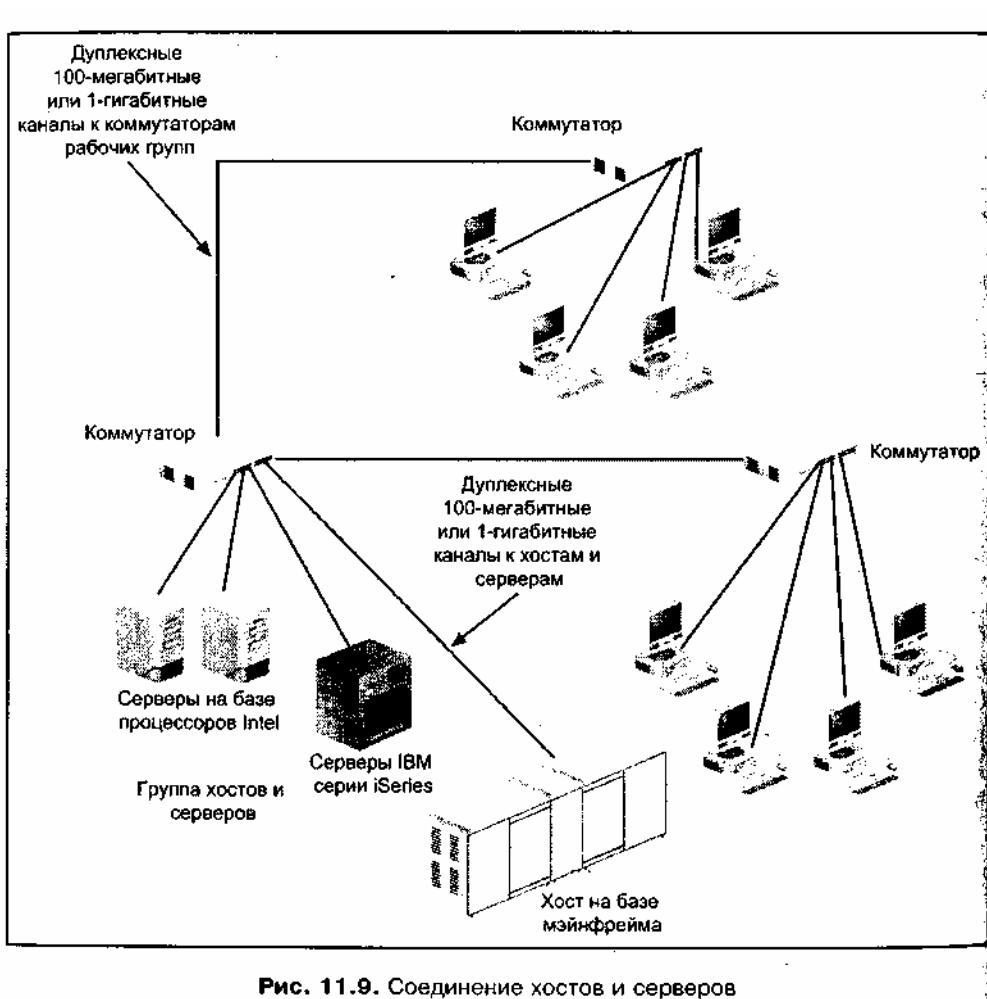 Дуплексные
100-мегабитные
или 1-гигабитные
каналы к коммутаторам
рабочих групп
Коммутатор
Коммутатор
Коммутатор
Дуплексные
100-мегабитные
или 1-гигабитные
каналы к хостам и
серверам
Серверы на базе
процессоров Intel
Серверы IBM
серии iSeries
Группа хостов и
серверов
Хост на базе
мэйнфрейма
Рис. 11.9. Соединение хостов и серверов